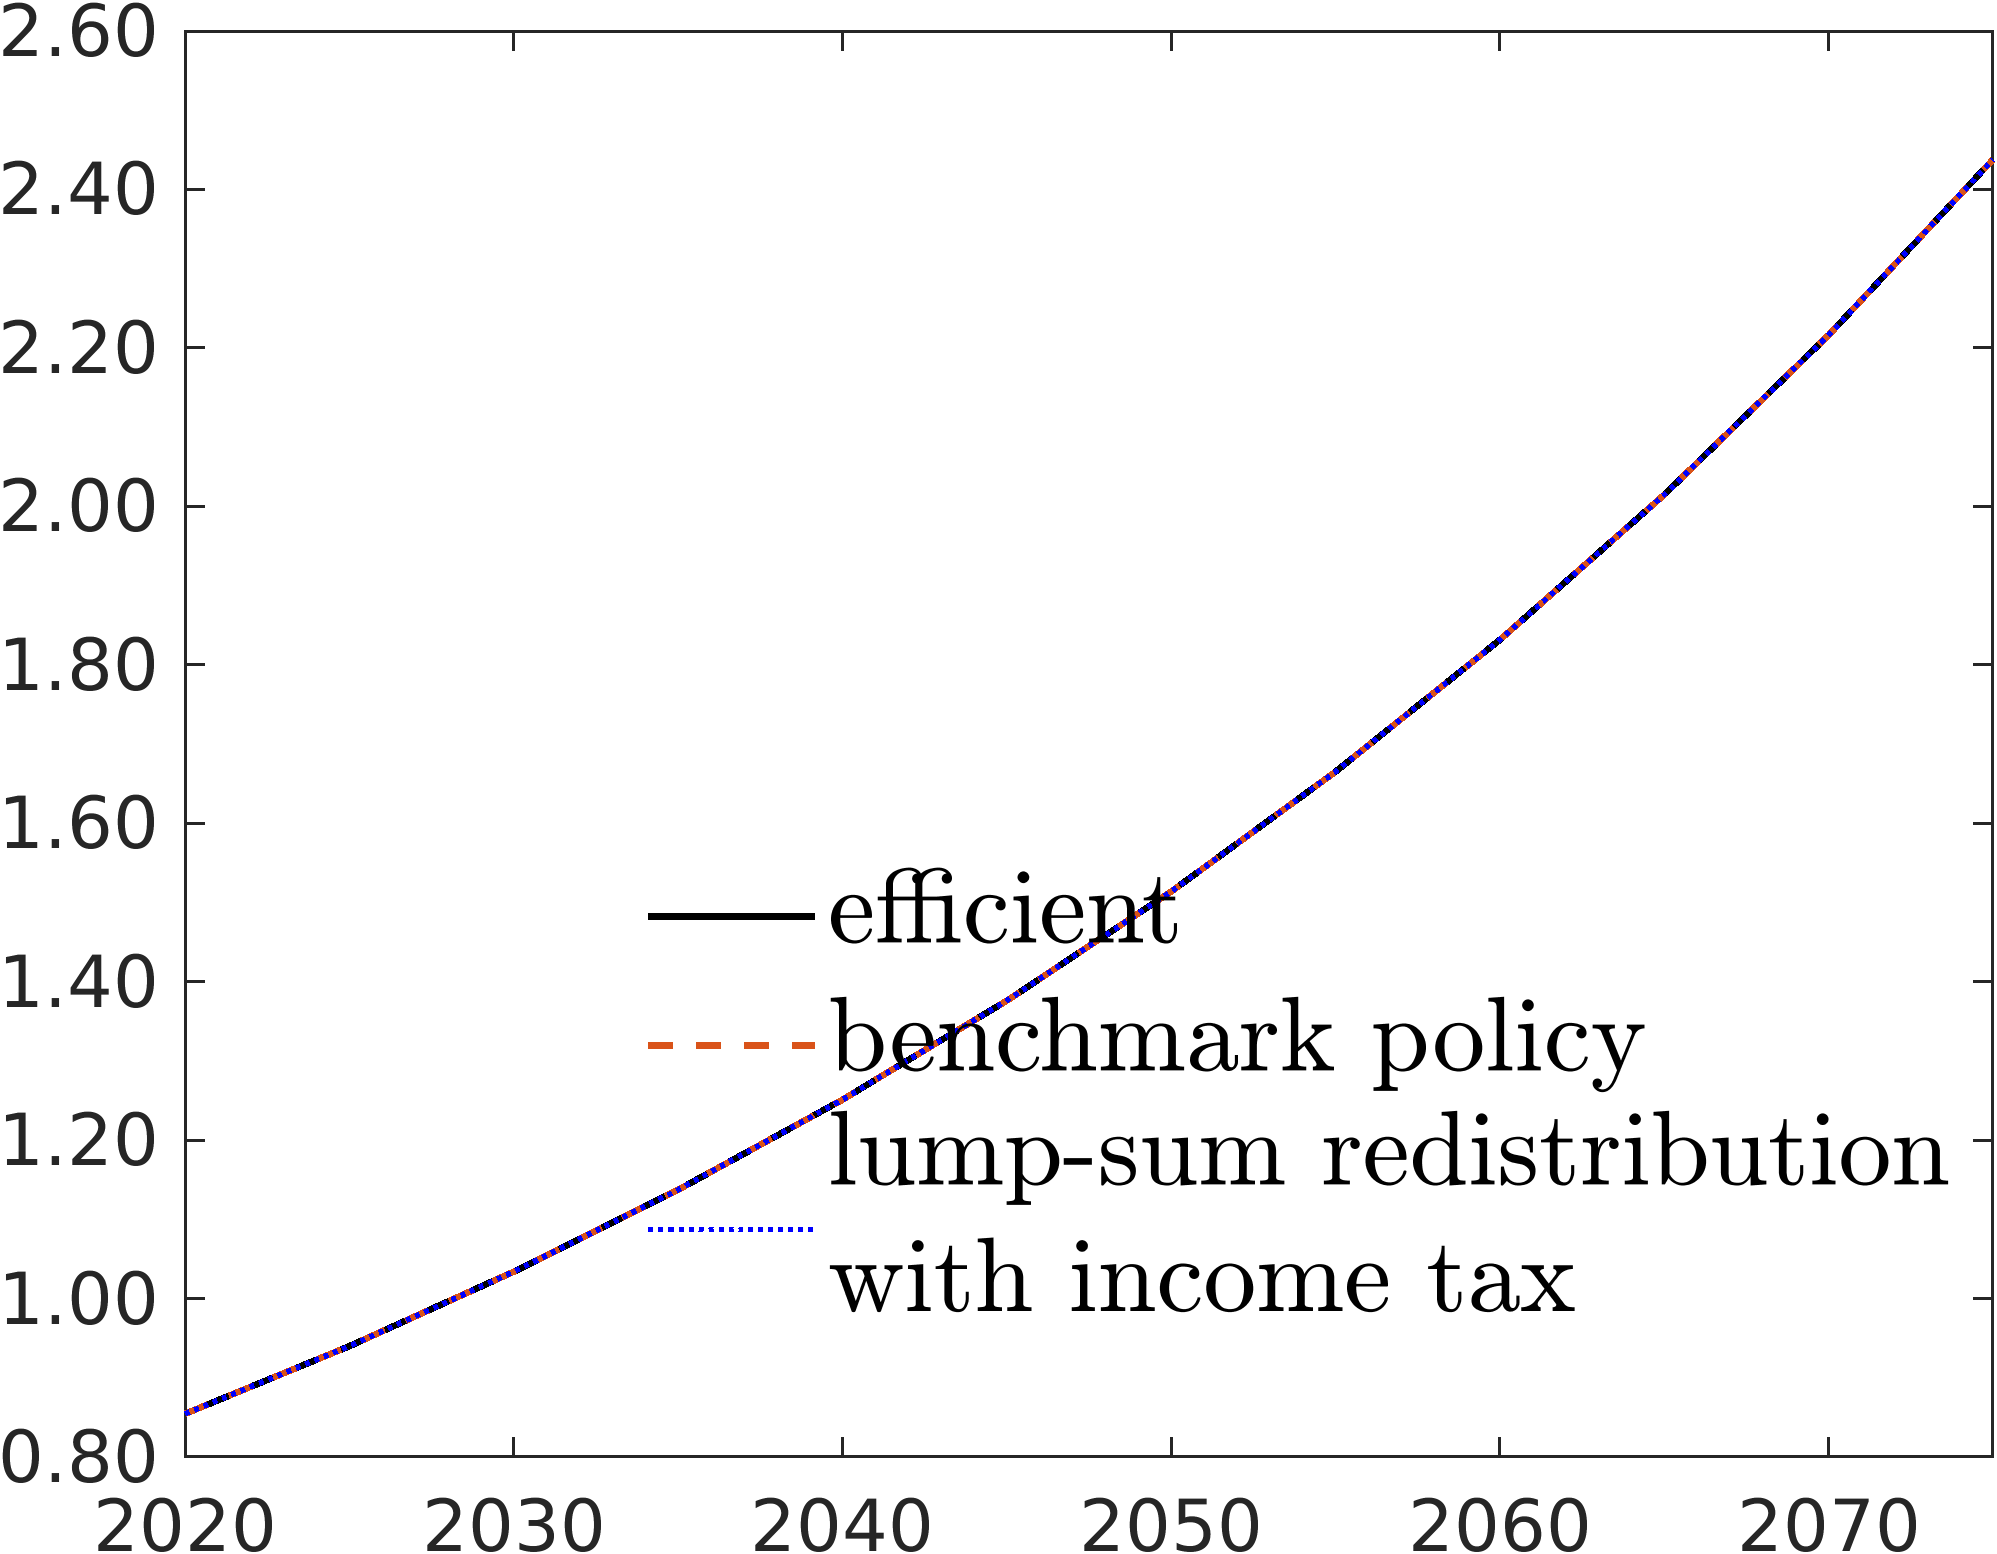 2.60
2.40
2.20
2.00
1.80
1.60
1.40
1.20
1.00
0.80
efficient
benchmark policy
lump-sum redistribution
with income tax
2020 2030 2040 2050 2060 2070